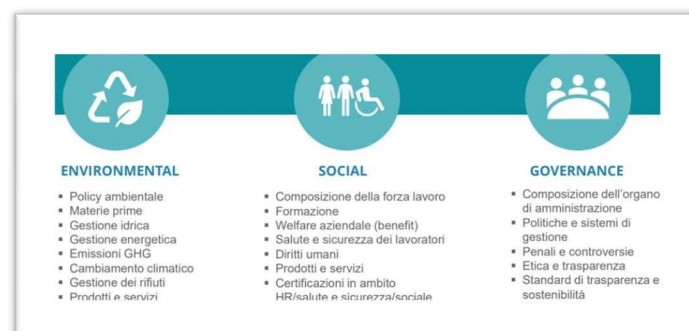 ENVIRONMENTAL
Policy ambientale
Materie prime
Gestione idrica
Gestione energetica
Emissioni GHG
Cambiamento climatico
Gestione dei rifiuti
Prodotti e servizi
SOCIAL
Composizione della forza lavoro
Formazione
Welfare aziendale (benefit)
Salute e sicurezza dei lavoratori
Diritti umani
Prodotti e servizi
Certificazioni in ambito
HR/salute e sicurezza/sociale
GOVERNANCE
Composizione dell'organo
di amministrazione
Politiche e sistemi di
gestione
Penali e controversie
Etica e trasparenza
Standard di trasparenza e
sostenibilità